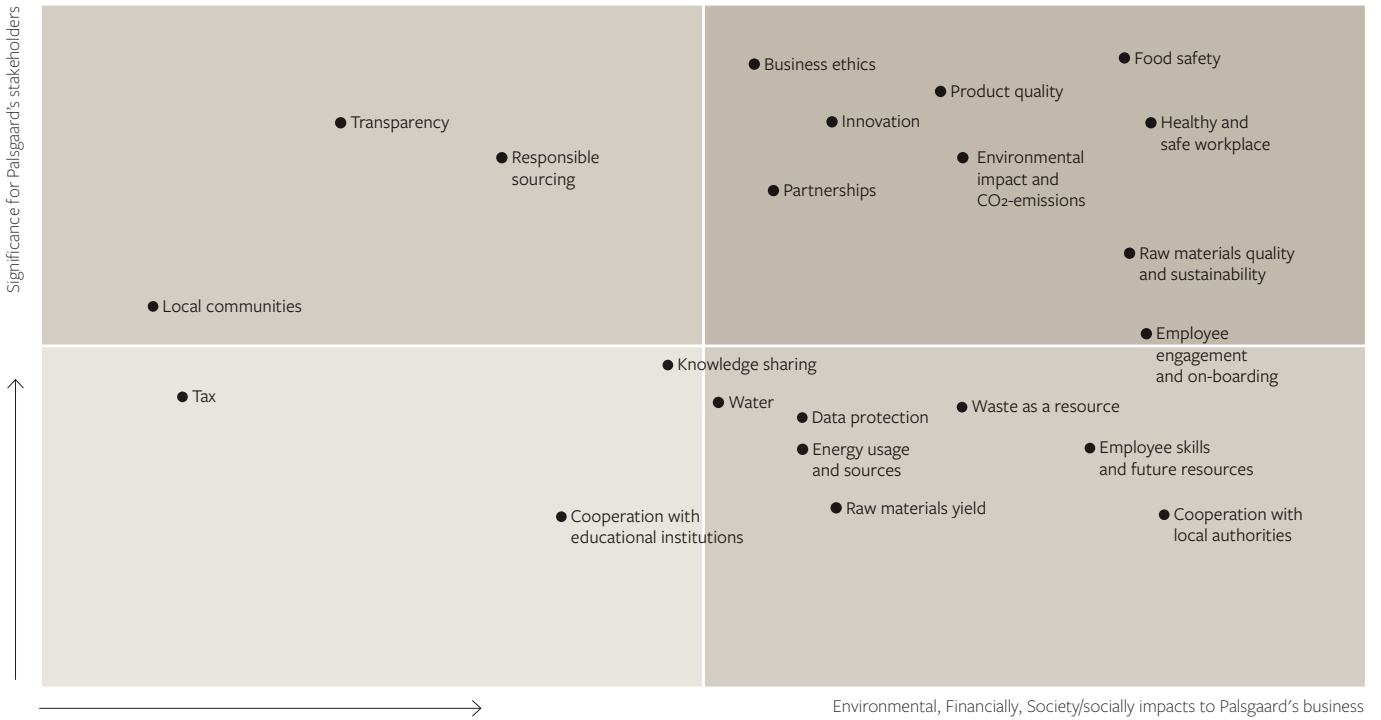 Significance for Palsgaard’s stakeholders
Business ethics
Food safety
Product quality
Transparency
Innovation
Healthy and
safe workplace
Responsible
sourcing
Environmental
impact and
CO2-emissions
Partnerships
Raw materials quality
and sustainability
Local communities
Employee
engagement
and on-boarding
Knowledge sharing
Tax
Water
Data protection
Waste as a resource
Energy usage
and sources
Employee skills
and future resources
Raw materials yield
Cooperation with
educational institutions
Cooperation with
local authorities
Environmental, Financially, Society/socially impacts to Palsgaard’s business